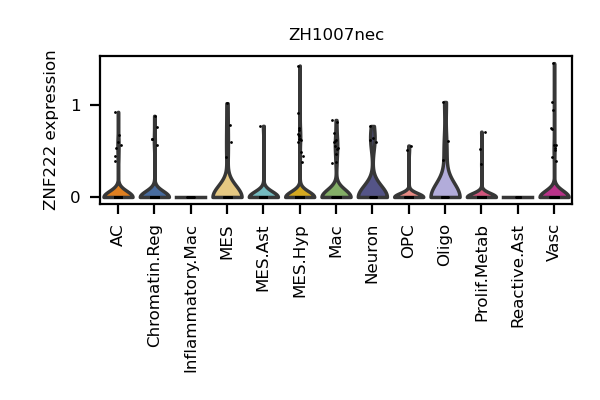 ZH1007nec
ZNF222 expression
1
0
AC
Chromatin.Reg
Inflammatory.Mac
MES
MES.Ast
MES.Hyp
Mac
Neuron
OPC
Oligo
Prolif.Metab
Reactive.Ast
Vasc